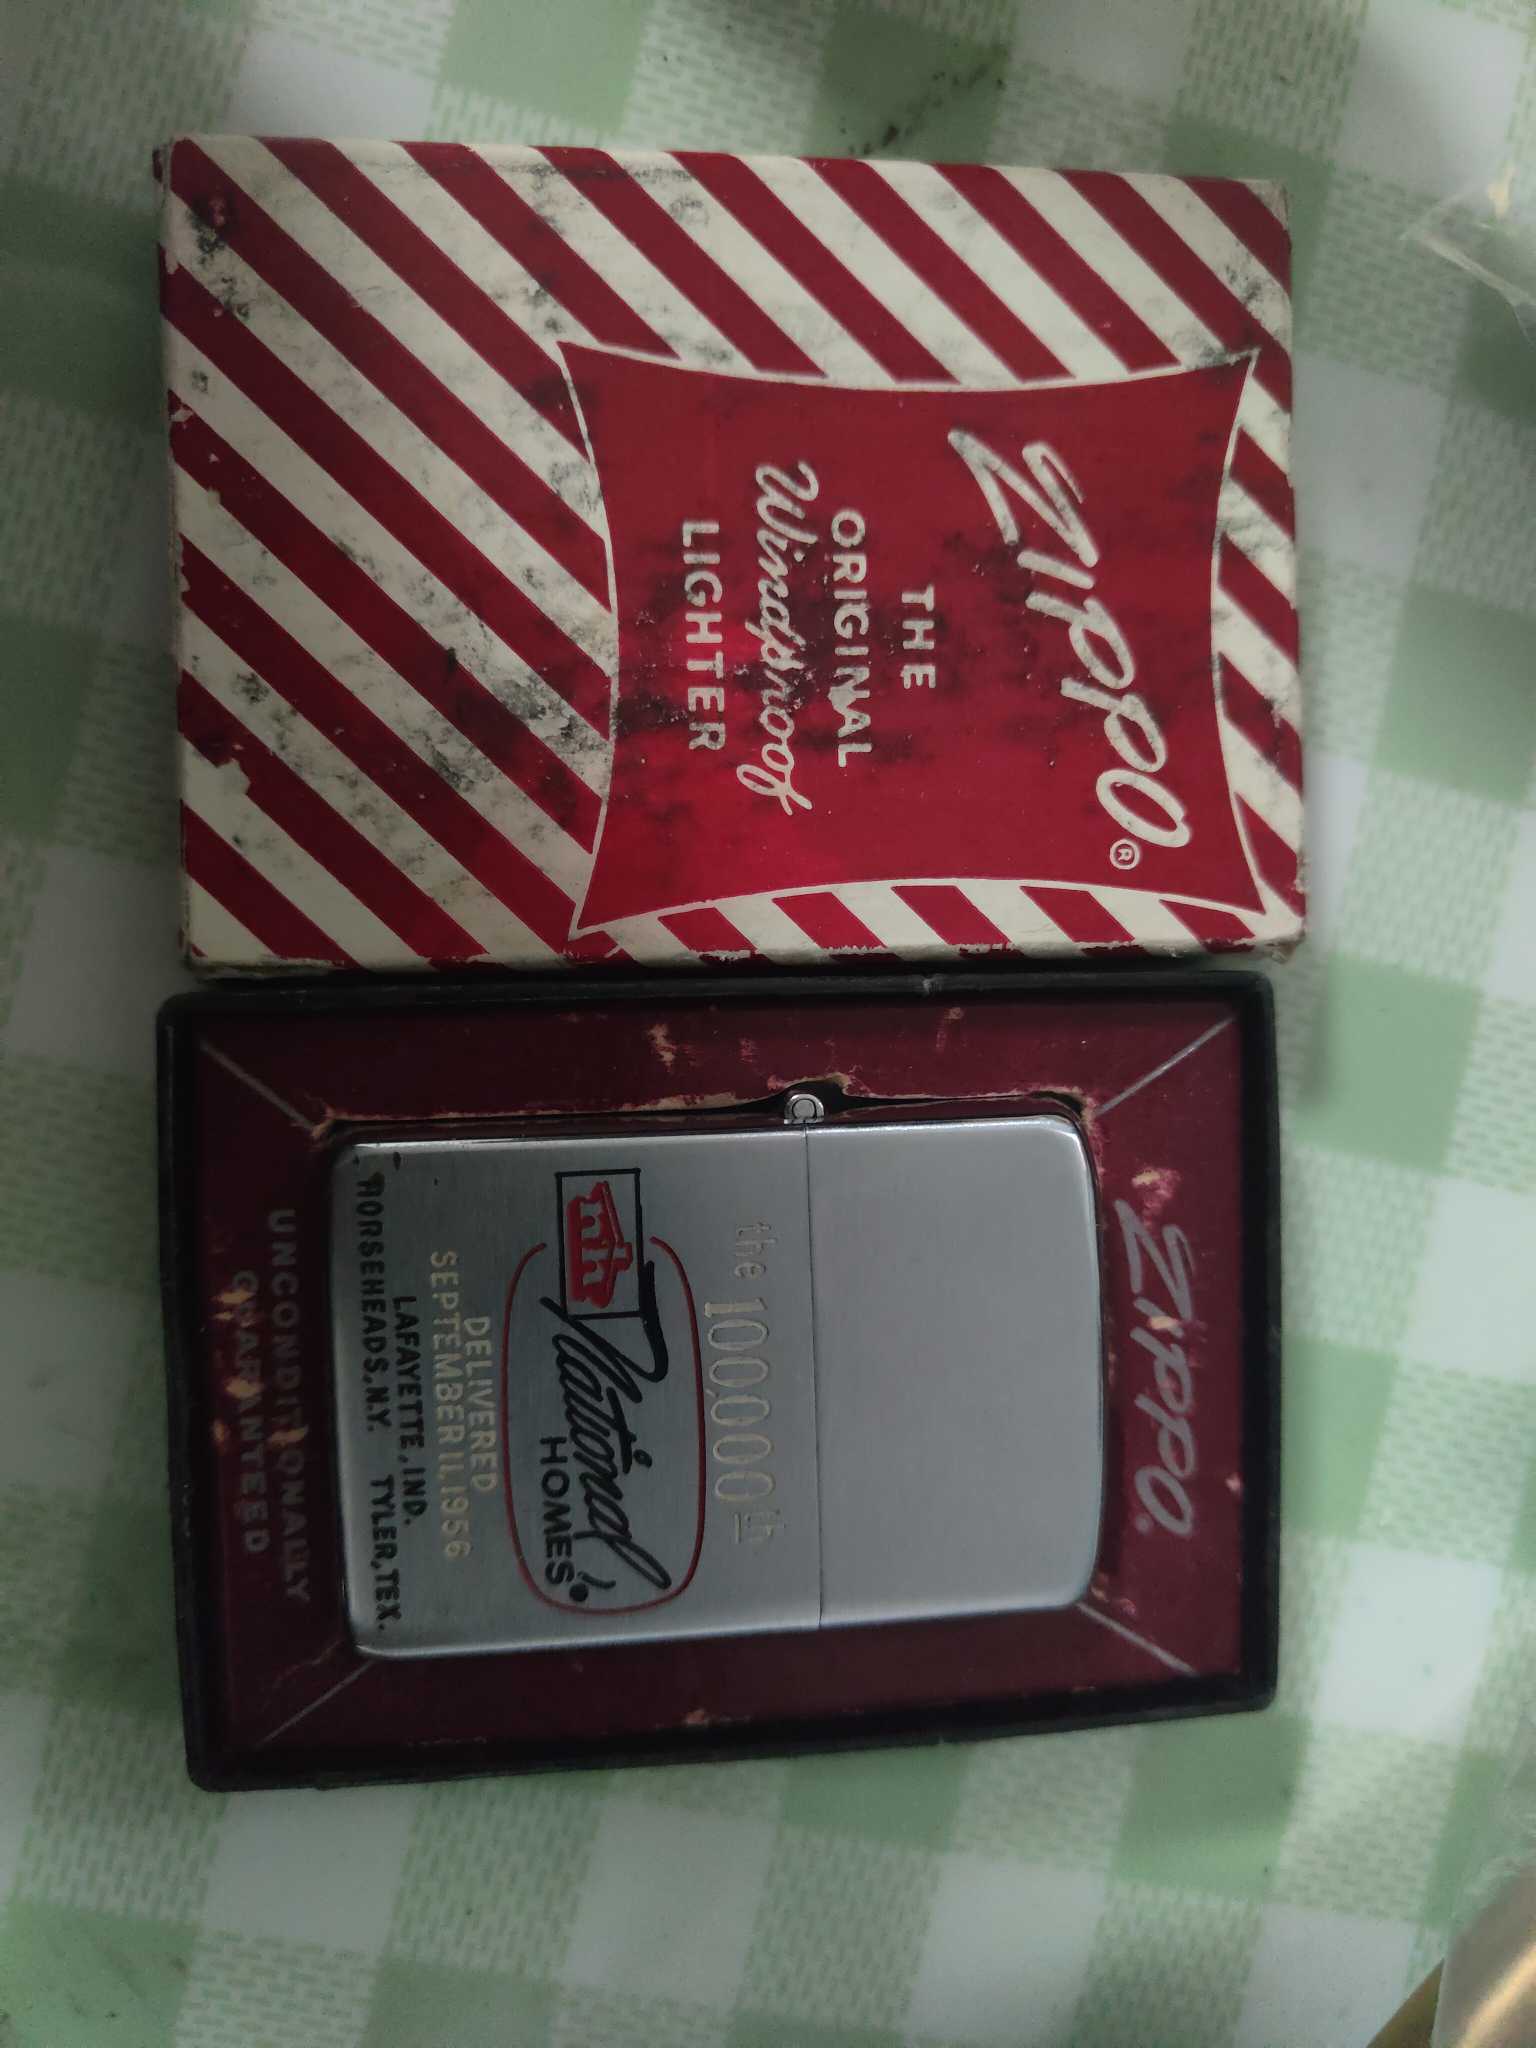 ZIPPO®
THE
ORIGINAL
Windproof
LIGHTER
ZIPPO®
the 100,000th
nh
National
HOMES®
DELIVERED
SEPTEMBER 11, 1956
LAFAYETTE, IND.
HORSEHEADS, N.Y. TYLER, TEX.
UNCONDITIONALLY
GUARANTEED